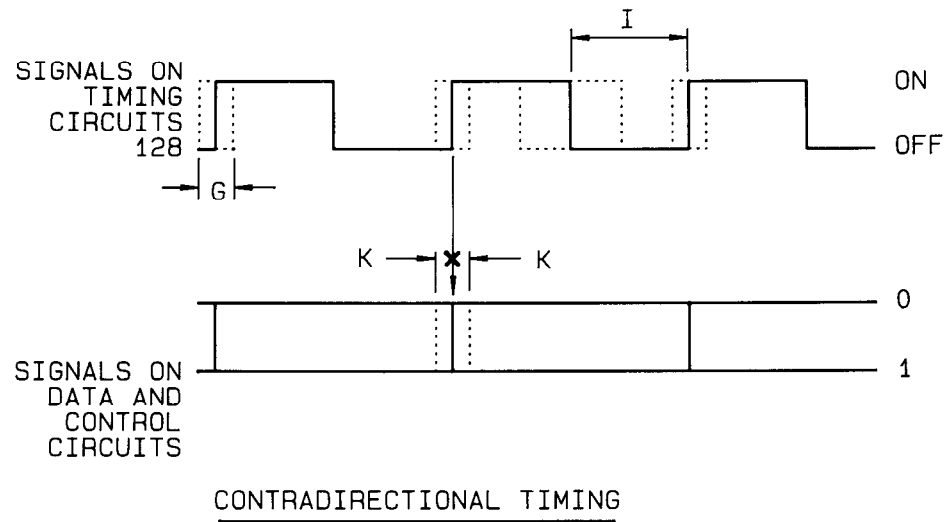 I
SIGNALS ON
TIMING
CIRCUITS
128
ON
OFF
G
K
K
0
1
SIGNALS ON
DATA AND
CONTROL
CIRCUITS
CONTRADIRECTIONAL TIMING